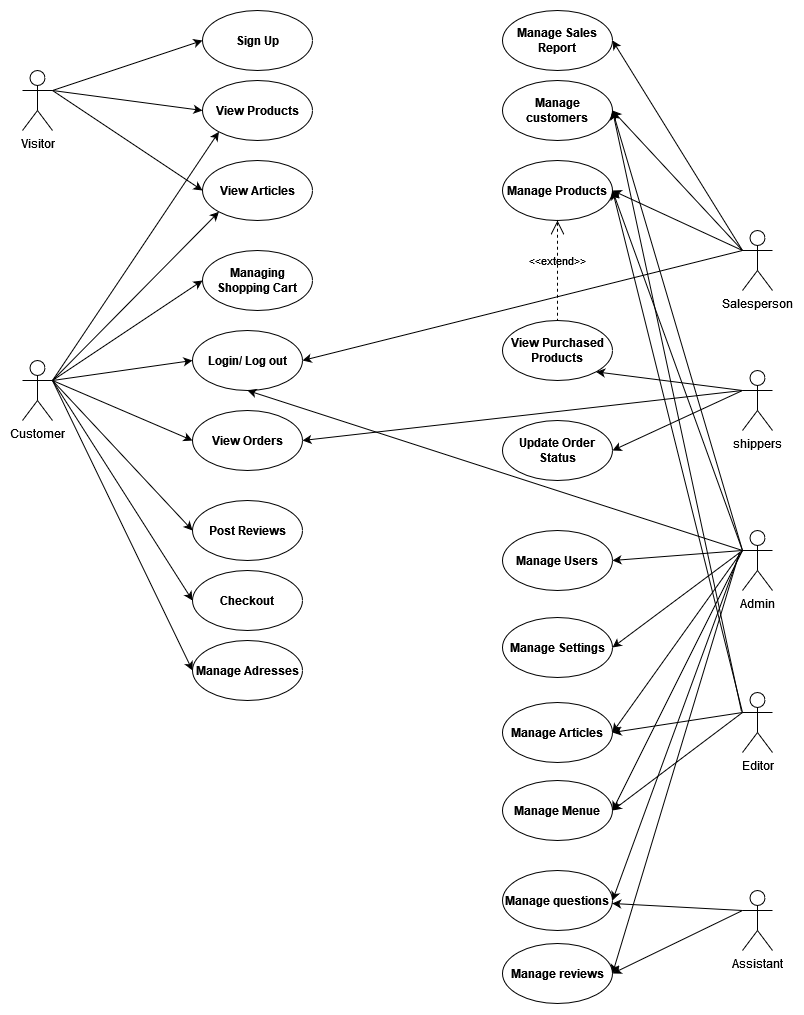 Sign Up
View Products
View Articles
Managing
Shopping Cart
Login/ Log out
View Orders
Post Reviews
Checkout
Manage Adresses
Visitor
Customer
Manage Sales
Report
Manage
customers
Manage Products
<<extend>>
View Purchased
Products
Update Order
Status
Manage Users
Manage Settings
Manage Articles
Manage Menue
Manage questions
Manage reviews
Salesperson
shippers
Admin
Editor
Assistant